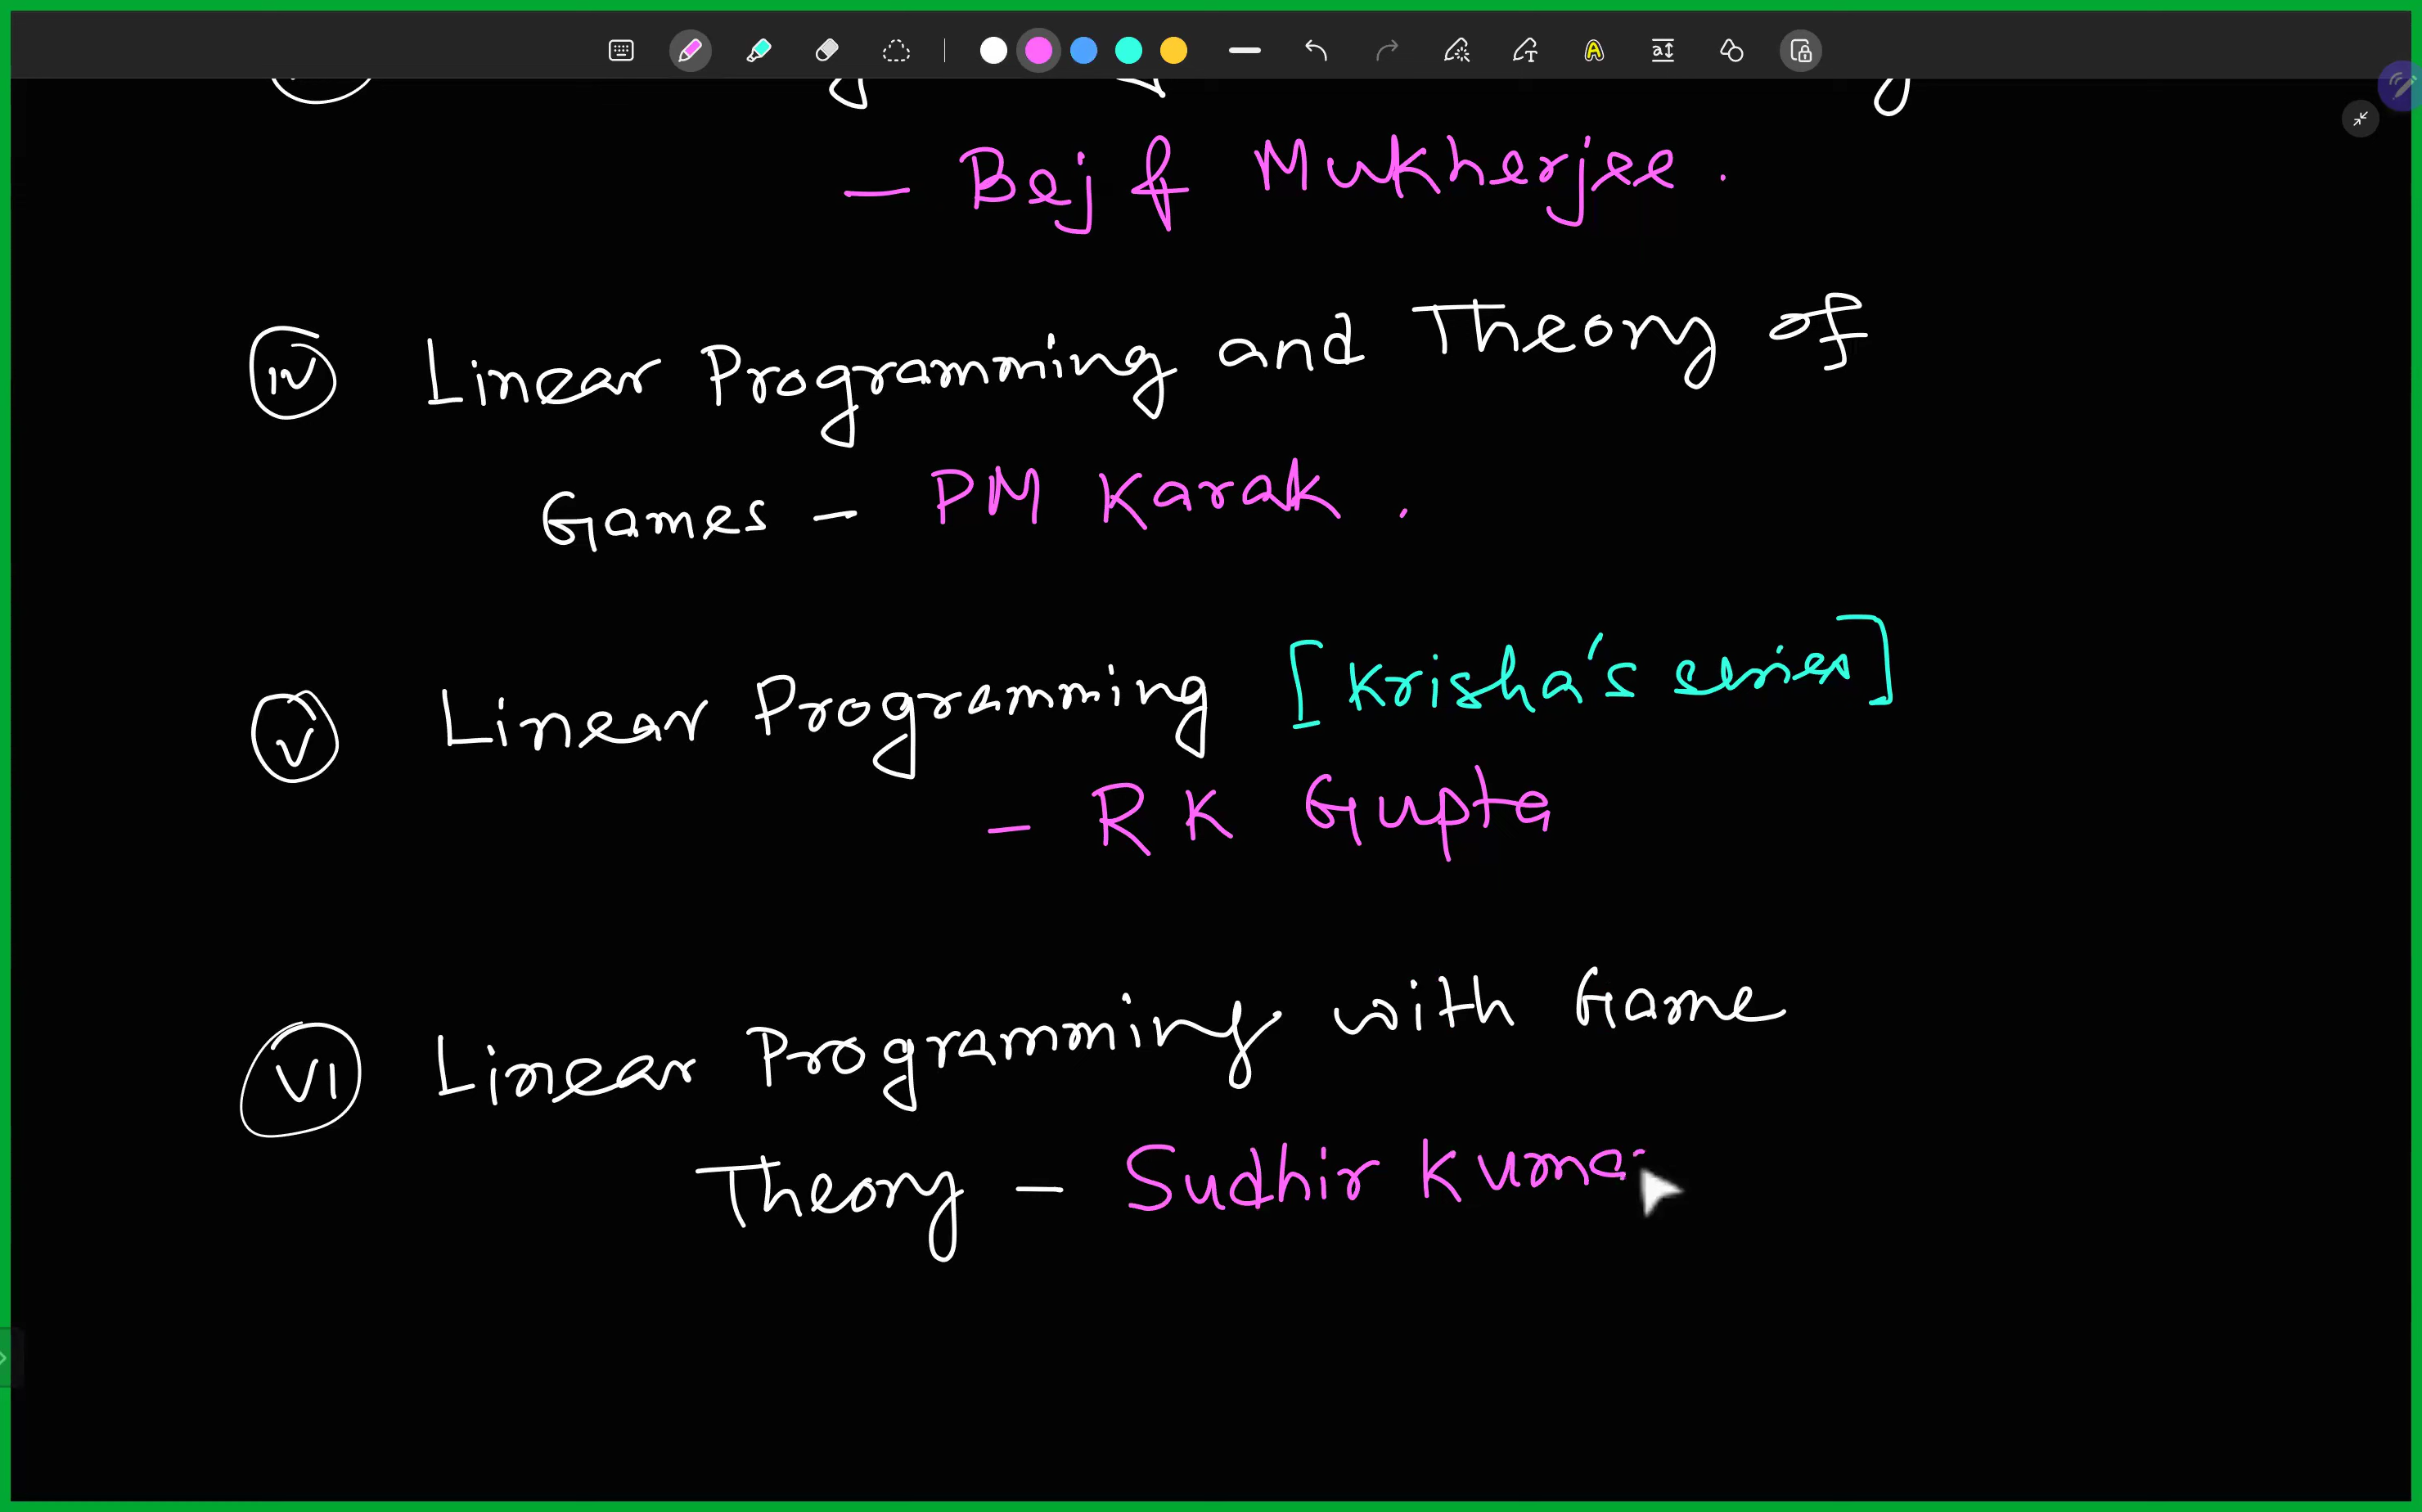 — Bej & Mukherjee.
IV Linear Programming and Theory of
Games — PM Karak.
V Linear Programming [Krisha's series]
— R K Gupta
VI Linear Programming with Game
Theory — Sudhir